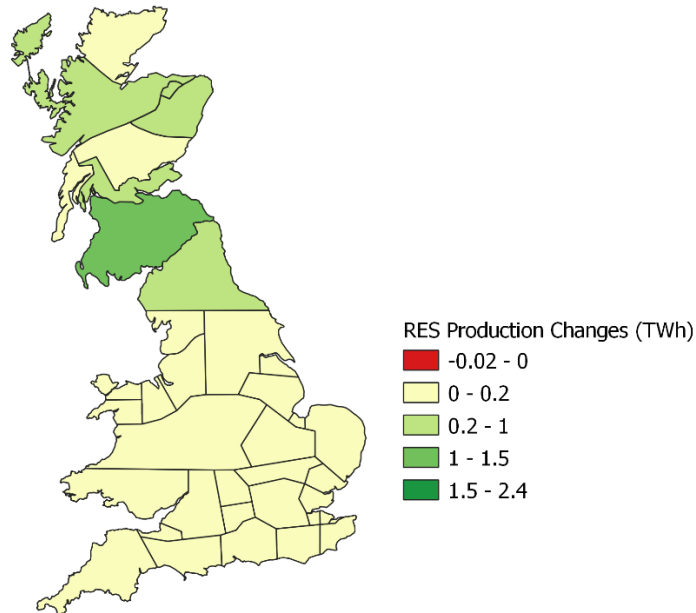 RES Production Changes (TWh)
-0.02 - 0
0 - 0.2
0.2 - 1
1 - 1.5
1.5 - 2.4